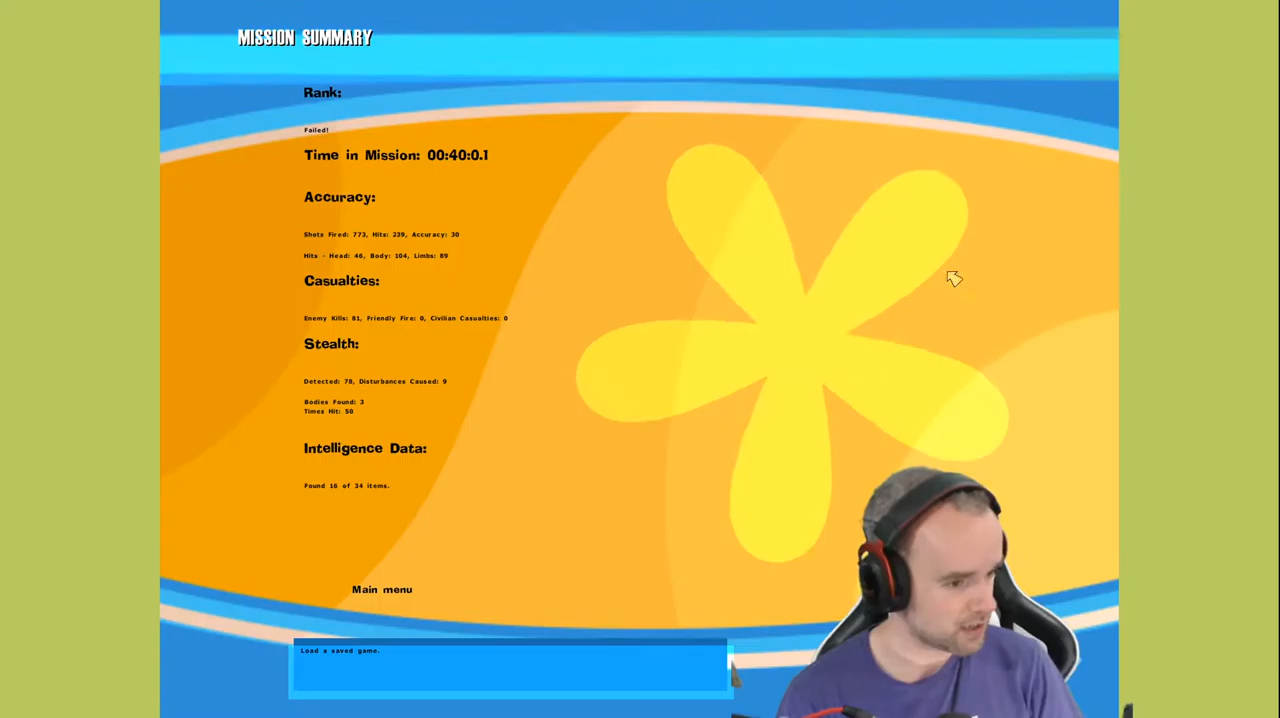 MISSION SUMMARY
Rank:
Failed!
Time in Mission: 00:40:0.1
Accuracy:
Shots Fired: 773, Hits: 239, Accuracy: 30
Hits - Head: 46, Body: 104, Limbs: 89
Casualties:
Enemy Kills: 81, Friendly Fire: 0, Civilian Casualties: 0
Stealth:
Detected: 78, Disturbances Caused: 9
Bodies Found: 3
Times Hit: 50
Intelligence Data:
Found 16 of 34 items.
Main menu
Load a saved game.